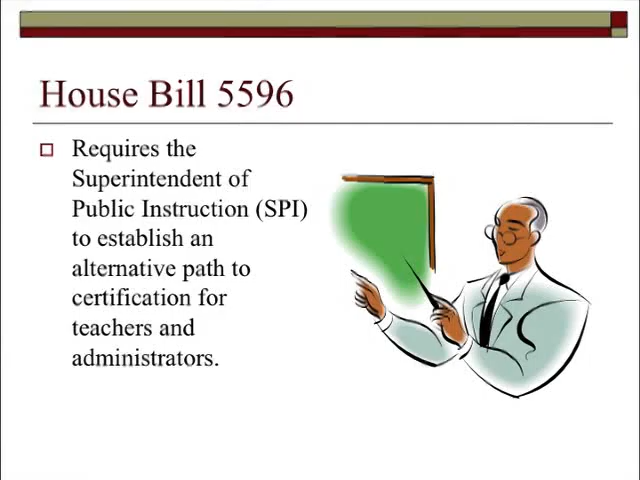 House Bill 5596
Requires the
Superintendent of
Public Instruction (SPI)
to establish an
alternative path to
certification for
teachers and
administrators.